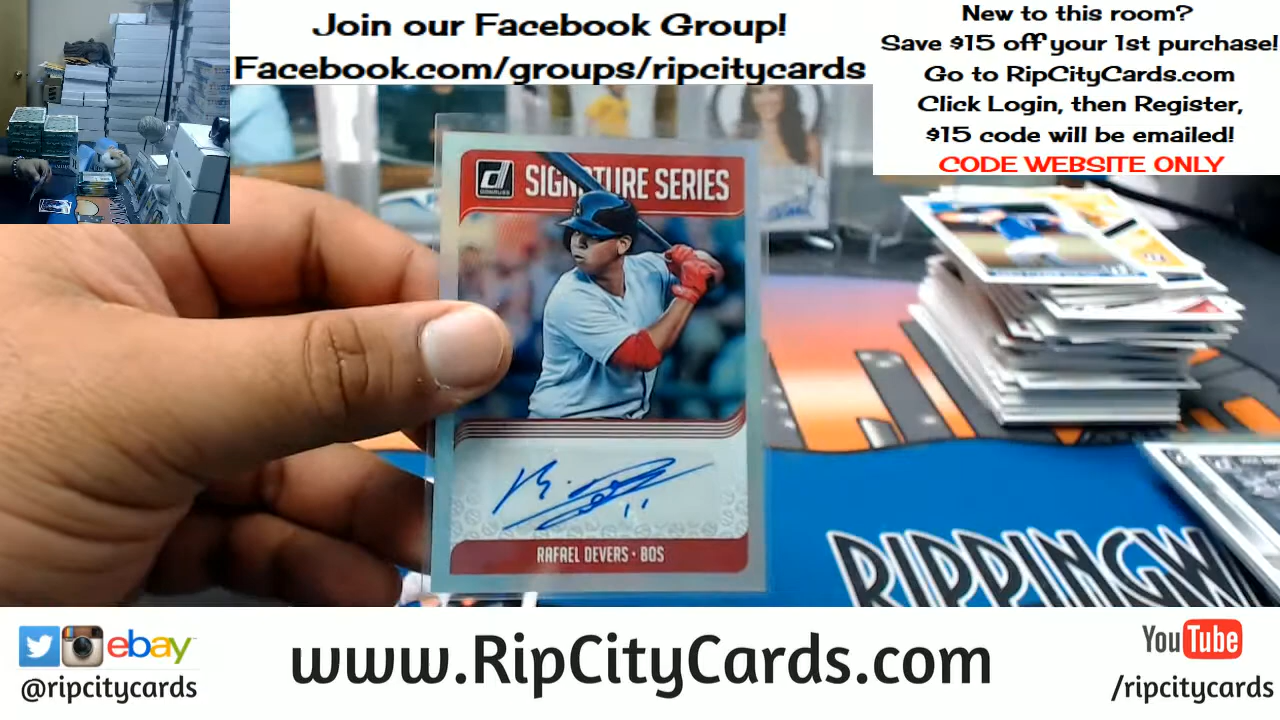 Join our Facebook Group!
Facebook.com/groups/ripcitycards
New to this room?
Save $15 off your 1st purchase!
Go to RipCityCards.com
Click Login, then Register,
$15 code will be emailed!
CODE WEBSITE ONLY
d
DONRUSS
SIGNATURE SERIES
11
RAFAEL DEVERS · BOS
RIPPINGW
ebay
@ripcitycards
www.RipCityCards.com
YouTube
/ripcitycards